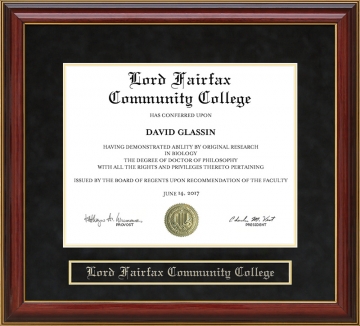 Lord Fairfax
Community College
HAS CONFERRED UPON
DAVID GLASSIN
HAVING DEMONSTRATED ABILITY BY ORIGINAL RESEARCH
IN BIOLOGY
THE DEGREE OF DOCTOR OF PHILOSOPHY
WITH ALL THE RIGHTS AND PRIVILEGES THERETO PERTAINING
ISSUED BY THE BOARD OF REGENTS UPON RECOMMENDATION OF THE FACULTY
JUNE 14, 2017
PROVOST
PRESIDENT
Lord Fairfax Community College